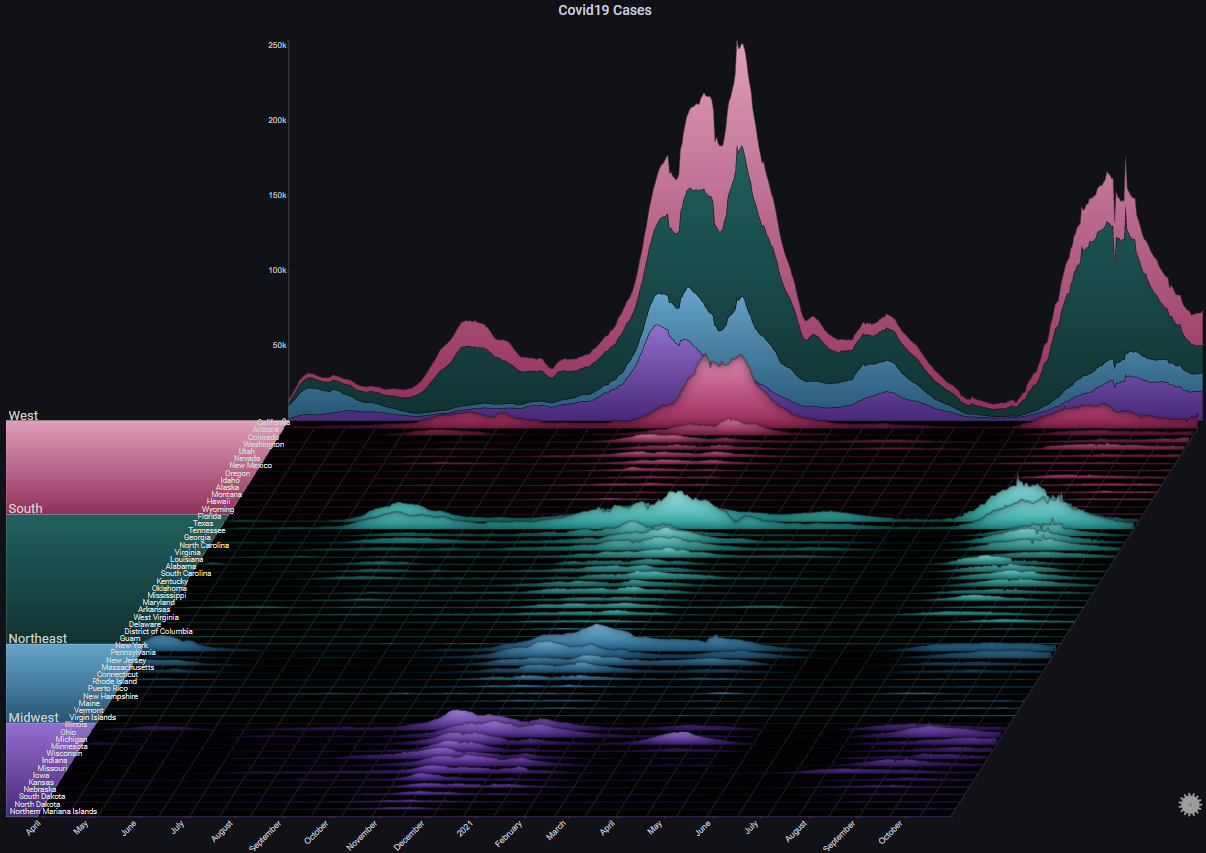 Covid19 Cases
250k
200k
150k
100k
50k
West
California
Arizona
Colorado
Washington
Utah
Nevada
New Mexico
Oregon
Idaho
Alaska
Montana
Hawaii
Wyoming
South
Florida
Texas
Tennessee
Georgia
North Carolina
Virginia
Louisiana
Alabama
South Carolina
Kentucky
Oklahoma
Mississippi
Maryland
Arkansas
West Virginia
Delaware
District of Columbia
Guam
Northeast
New York
Pennsylvania
New Jersey
Massachusetts
Connecticut
Rhode Island
Puerto Rico
New Hampshire
Maine
Vermont
Virgin Islands
Midwest
Illinois
Ohio
Michigan
Minnesota
Wisconsin
Indiana
Missouri
Iowa
Kansas
Nebraska
South Dakota
North Dakota
Northern Mariana Islands
April
May
June
July
August
September
October
November
December
2021
February
March
April
May
June
July
August
September
October